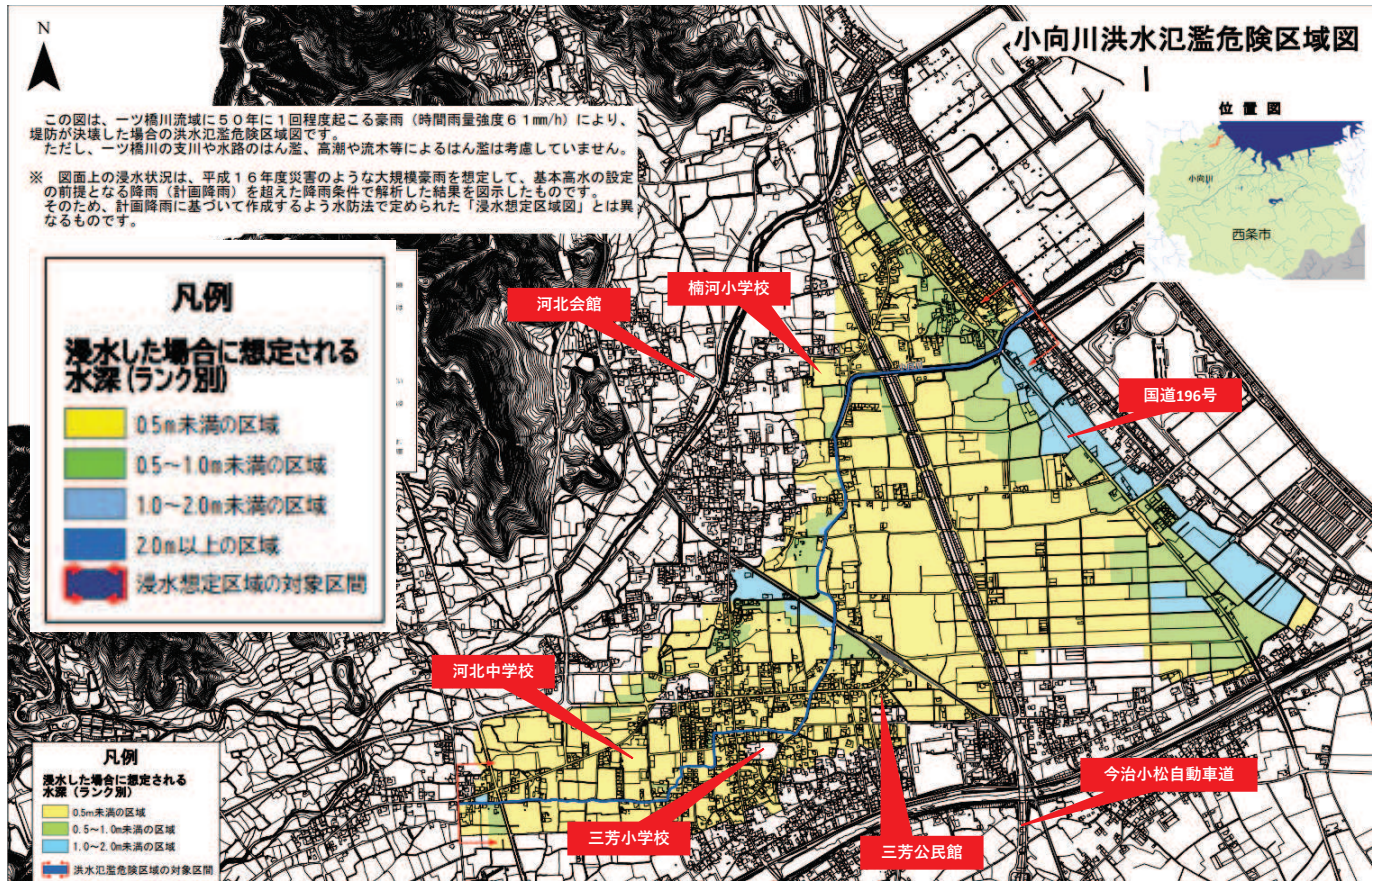 N
小向川洪水氾濫危険区域図
この図は、一ツ橋川流域に５０年に１回程度起こる豪雨（時間雨量強度６１mm/h）により、
堤防が決壊した場合の洪水氾濫危険区域図です。
ただし、一ツ橋川の支川や水路のはん濫、高潮や流木等によるはん濫は考慮していません。
※　図面上の浸水状況は、平成１６年度災害のような大規模豪雨を想定して、基本高水の設定
の前提となる降雨（計画降雨）を超えた降雨条件で解析した結果を図示したものです。
そのため、計画降雨に基づいて作成するよう水防法で定められた「浸水想定区域図」とは異
なるものです。
位置図
小向川
西条市
凡例
浸水した場合に想定される
水深(ランク別)
0.5m未満の区域
0.5～1.0m未満の区域
1.0～2.0m未満の区域
2.0m以上の区域
浸水想定区域の対象区間
河北会館
楠河小学校
国道196号
河北中学校
三芳小学校
三芳公民館
今治小松自動車道
凡例
浸水した場合に想定される
水深（ランク別）
0.5m未満の区域
0.5～1.0m未満の区域
1.0～2.0m未満の区域
洪水氾濫危険区域の対象区間